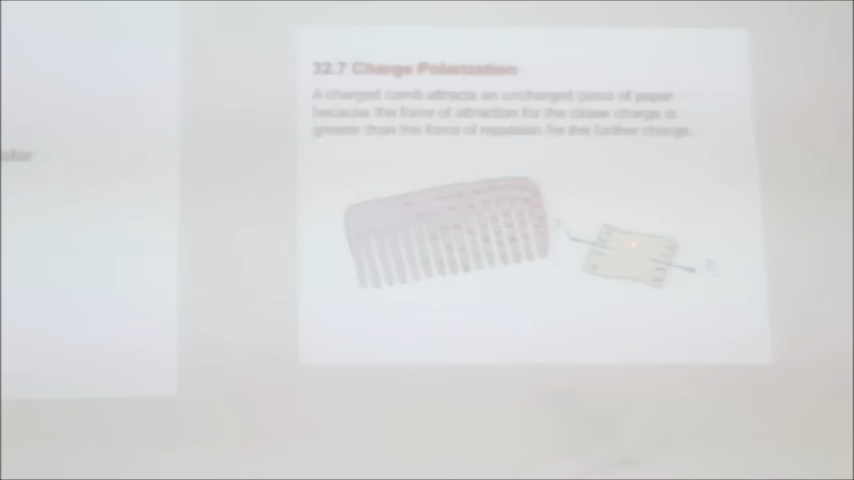 32.7 Charge Polarization
A charged comb attracts an uncharged piece of paper
because the force of attraction for the closer charge is
greater than the force of repulsion for the farther charge.